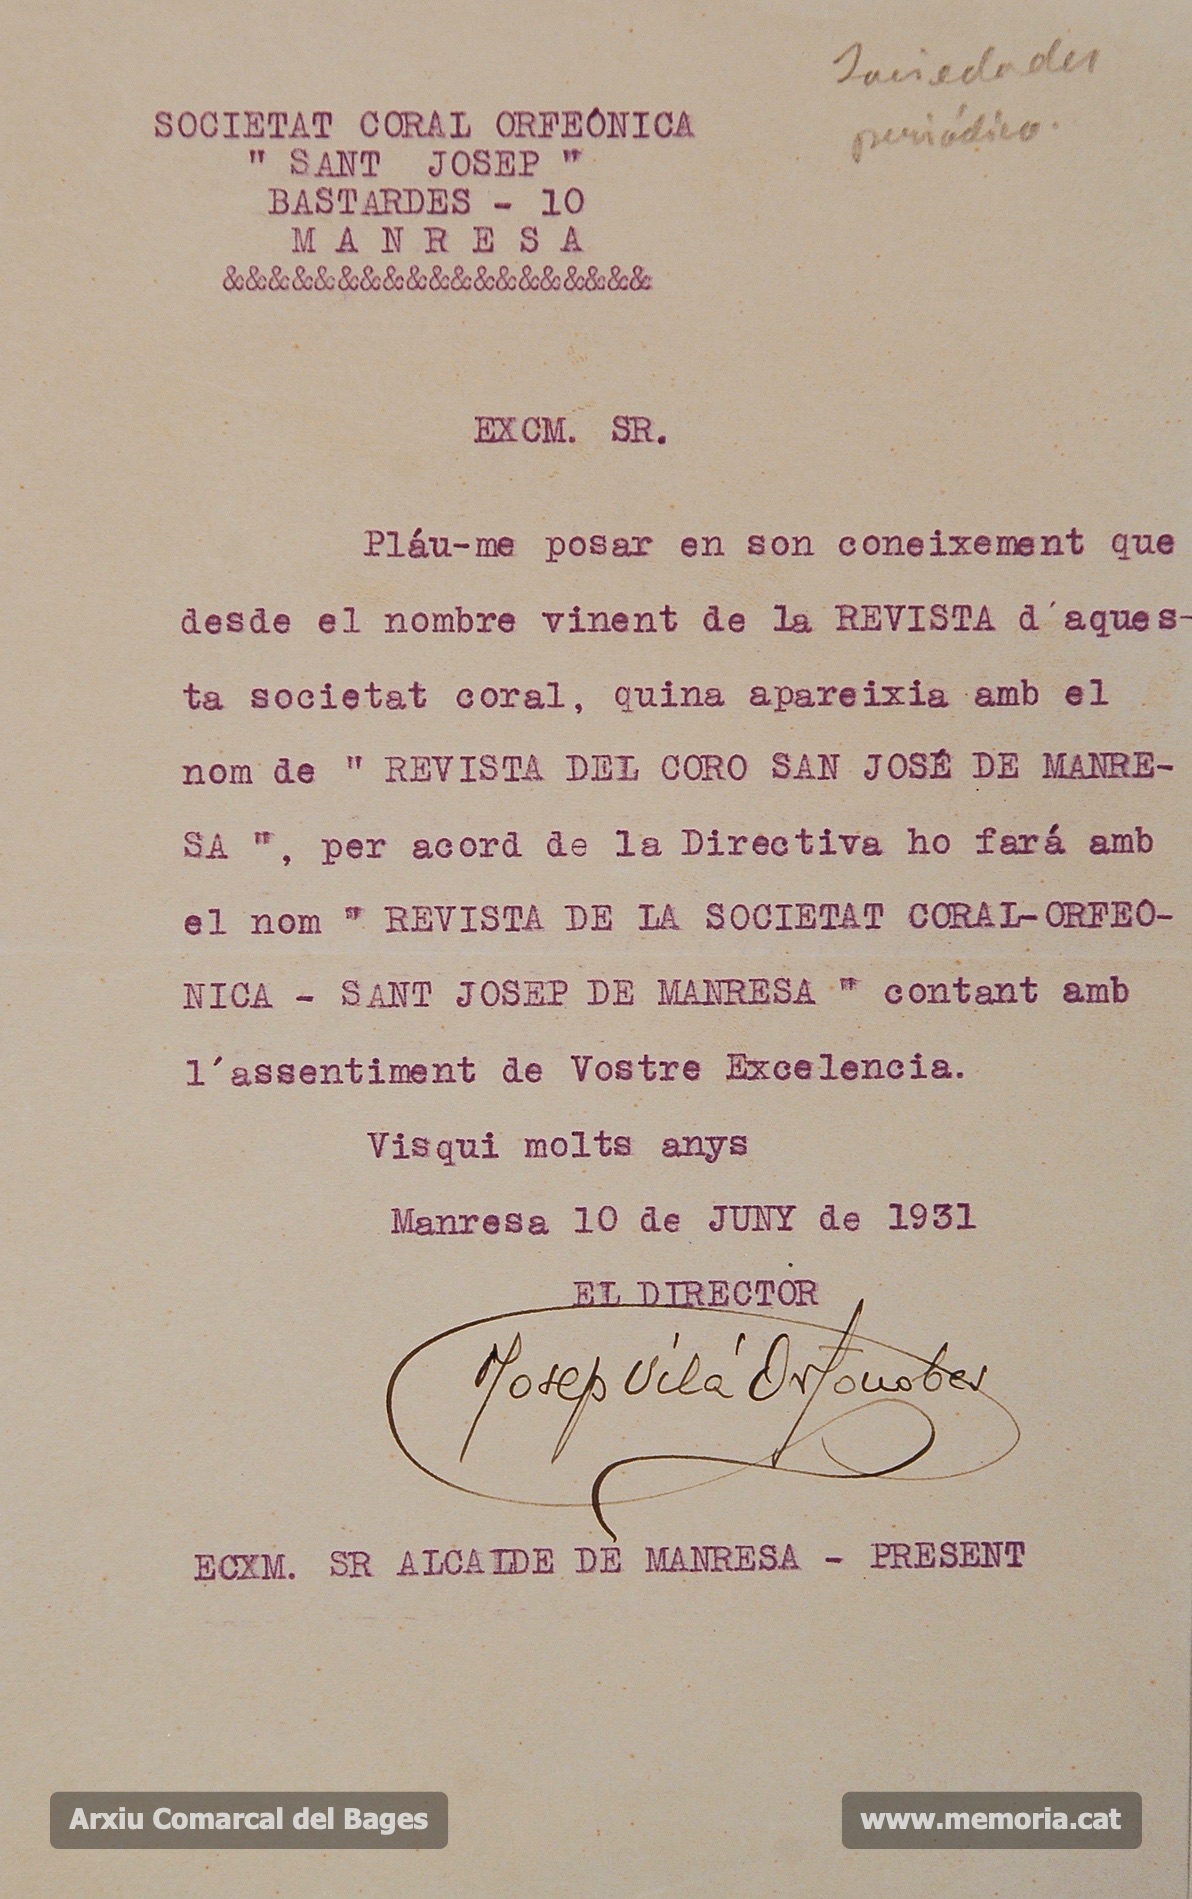 Sociedades
periódico.
SOCIETAT CORAL ORFEÒNICA
" SANT JOSEP "
BASTARDES - 10
M A N R E S A
&&&&&&&&&&&&&&&&&&&
EXCM. SR.
Pláu-me posar en son coneixement que
desde el nombre vinent de la REVISTA d´aques-
ta societat coral, quina apareixia amb el
nom de " REVISTA DEL CORO SAN JOSÉ DE MANRE-
SA ", per acord de la Directiva ho fará amb
el nom " REVISTA DE LA SOCIETAT CORAL-ORFEO-
NICA - SANT JOSEP DE MANRESA " contant amb
l´assentiment de Vostre Excelencia.
Visqui molts anys
Manresa 10 de JUNY de 1931
EL DIRECTOR
Josep Vilá
ECXM. SR ALCALDE DE MANRESA - PRESENT
Arxiu Comarcal del Bages
www.memoria.cat